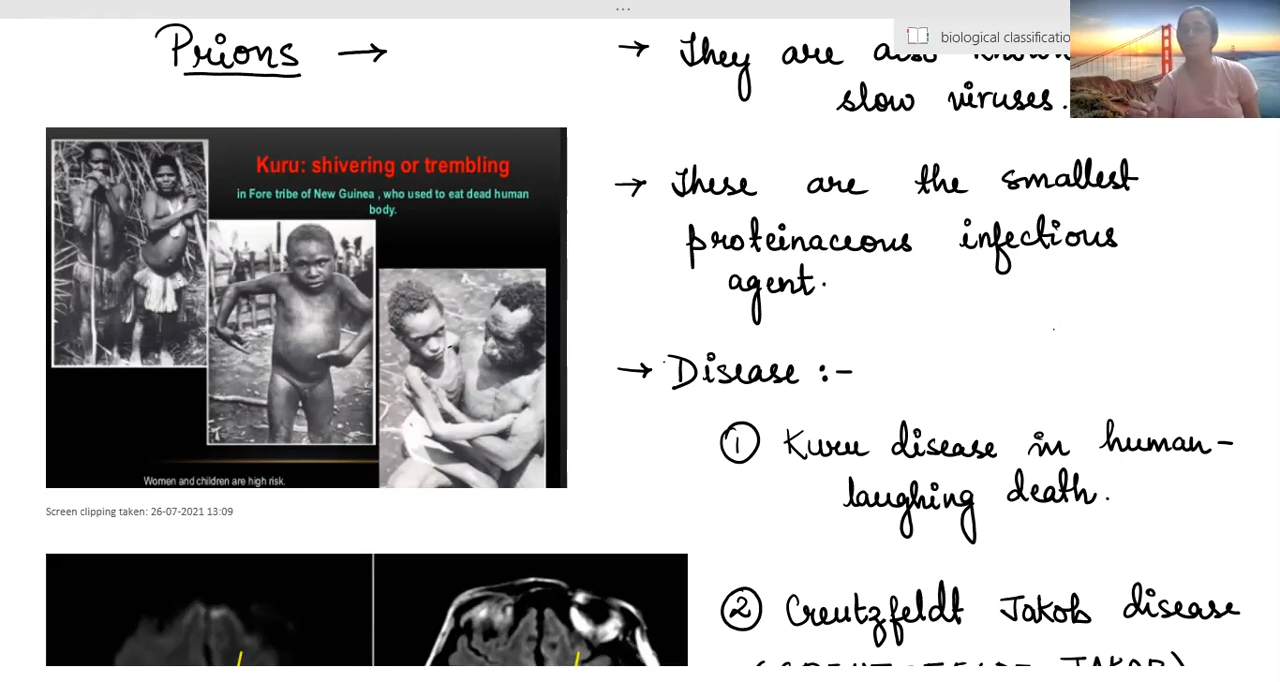 Prions →
biological classificatio
→ They are also known
slow viruses.
Kuru: shivering or trembling
in Fore tribe of New Guinea , who used to eat dead human
body.
→ These are the smallest
proteinaceous infectious
agent.
→ Disease :-
① Kuru disease in human-
laughing death.
Women and children are high risk.
Screen clipping taken: 26-07-2021 13:09
② Creutzfeldt Jakob disease